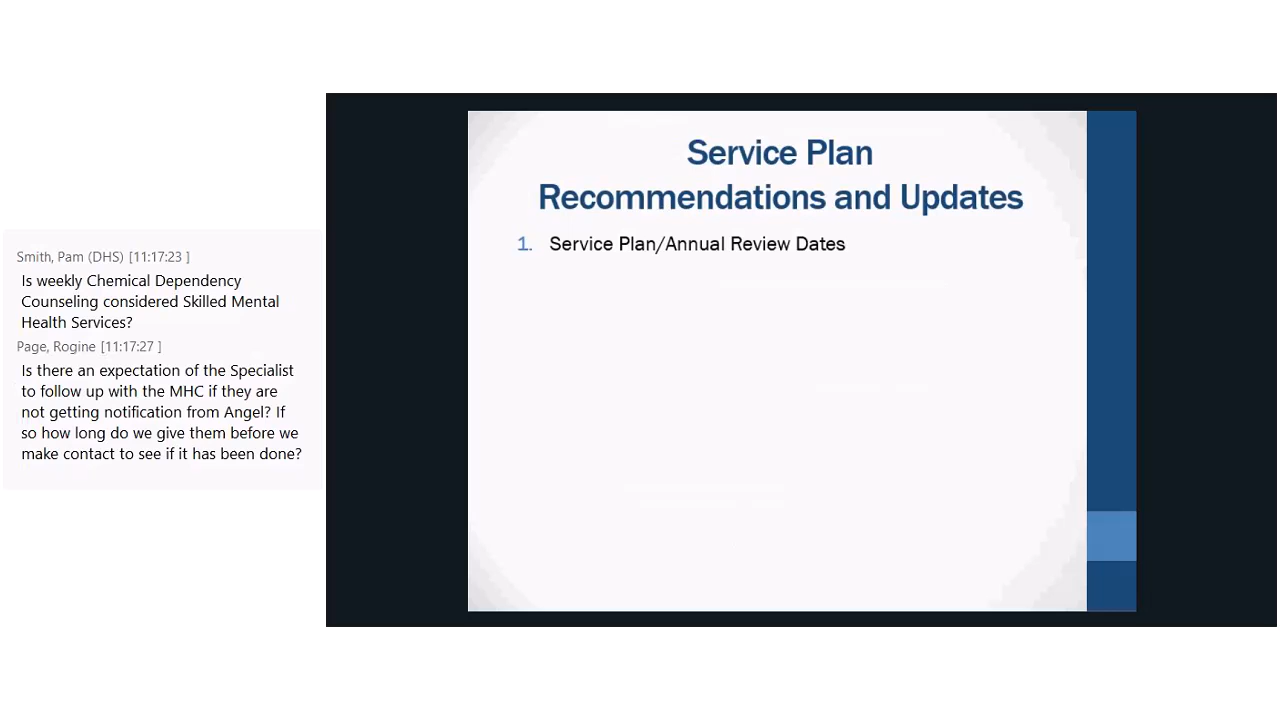 Smith, Pam (DHS) [11:17:23 ]
Is weekly Chemical Dependency
Counseling considered Skilled Mental
Health Services?
Page, Rogine [11:17:27 ]
Is there an expectation of the Specialist
to follow up with the MHC if they are
not getting notification from Angel? If
so how long do we give them before we
make contact to see if it has been done?
Service Plan
Recommendations and Updates
1. Service Plan/Annual Review Dates